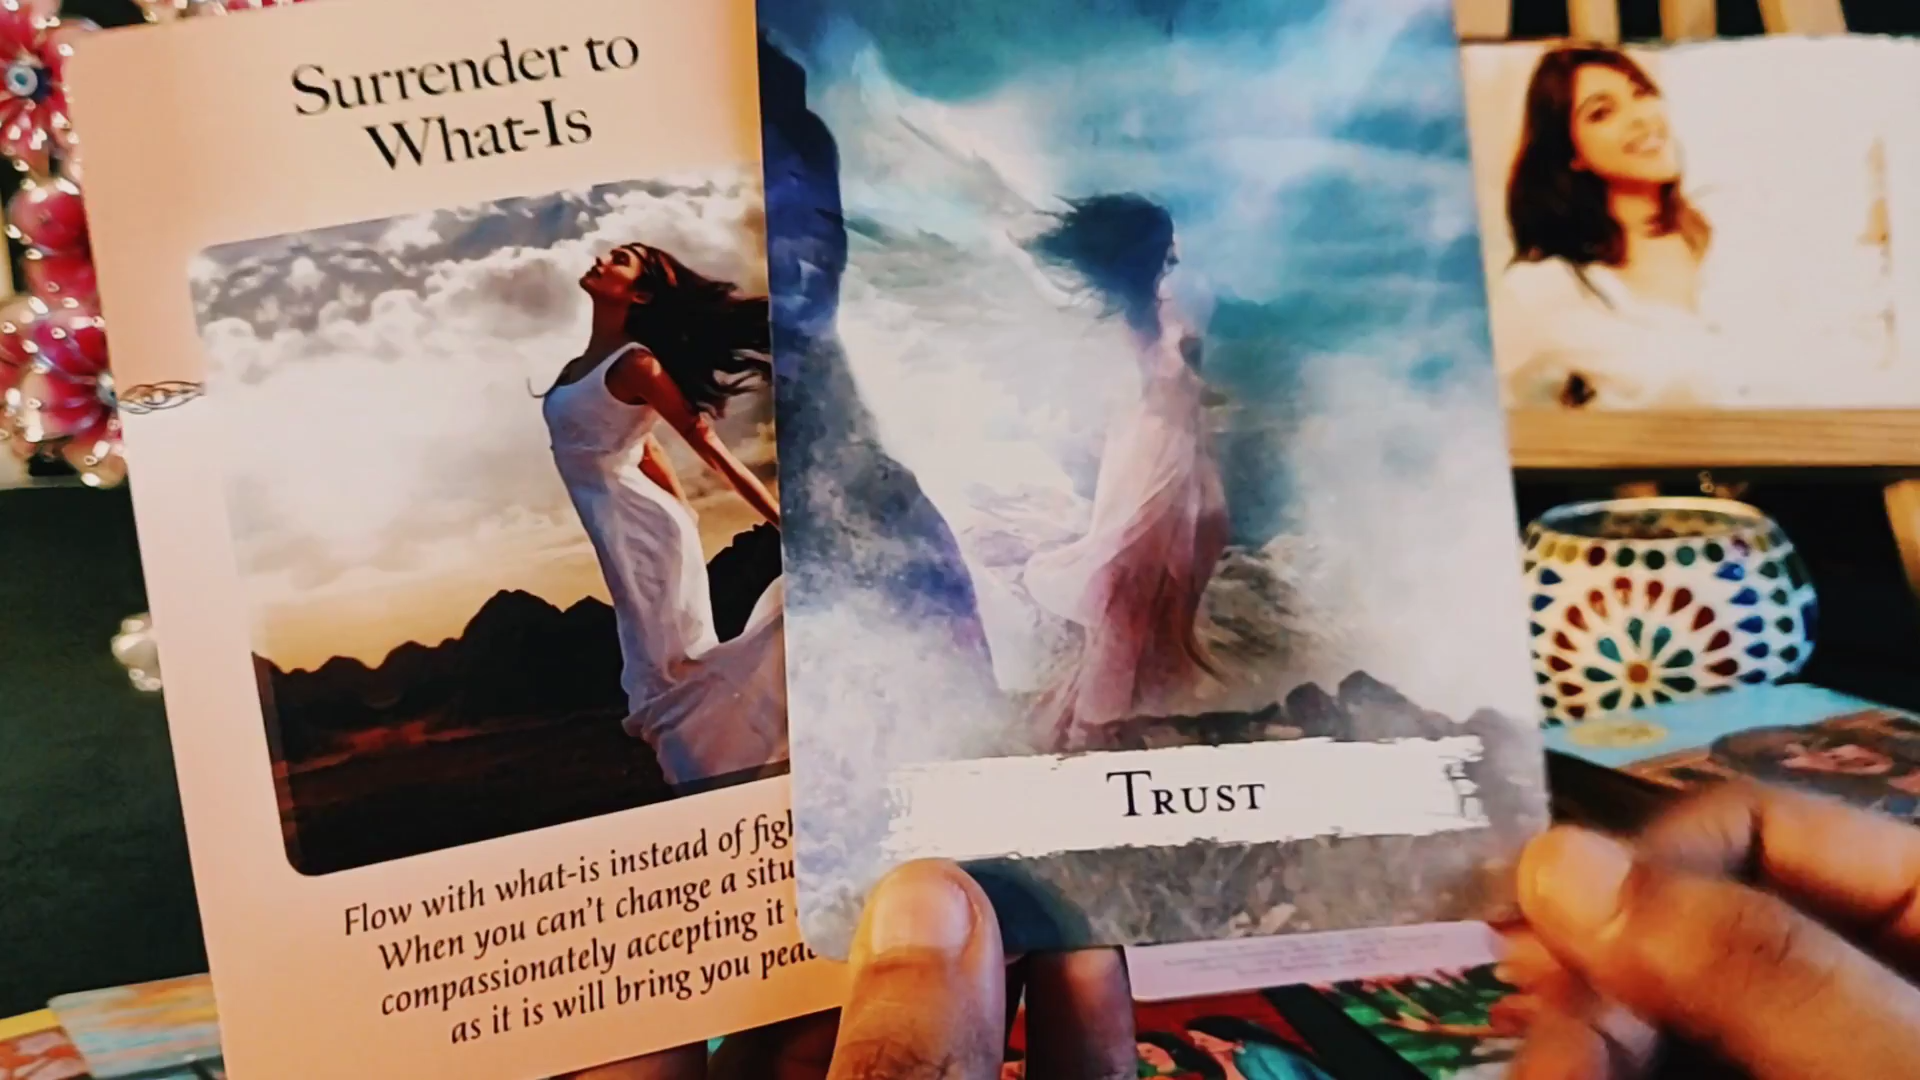 Surrender to
What-Is
Flow with what-is instead of
When you can't change a
compassionately accepting it
as it is will bring you
TRUST